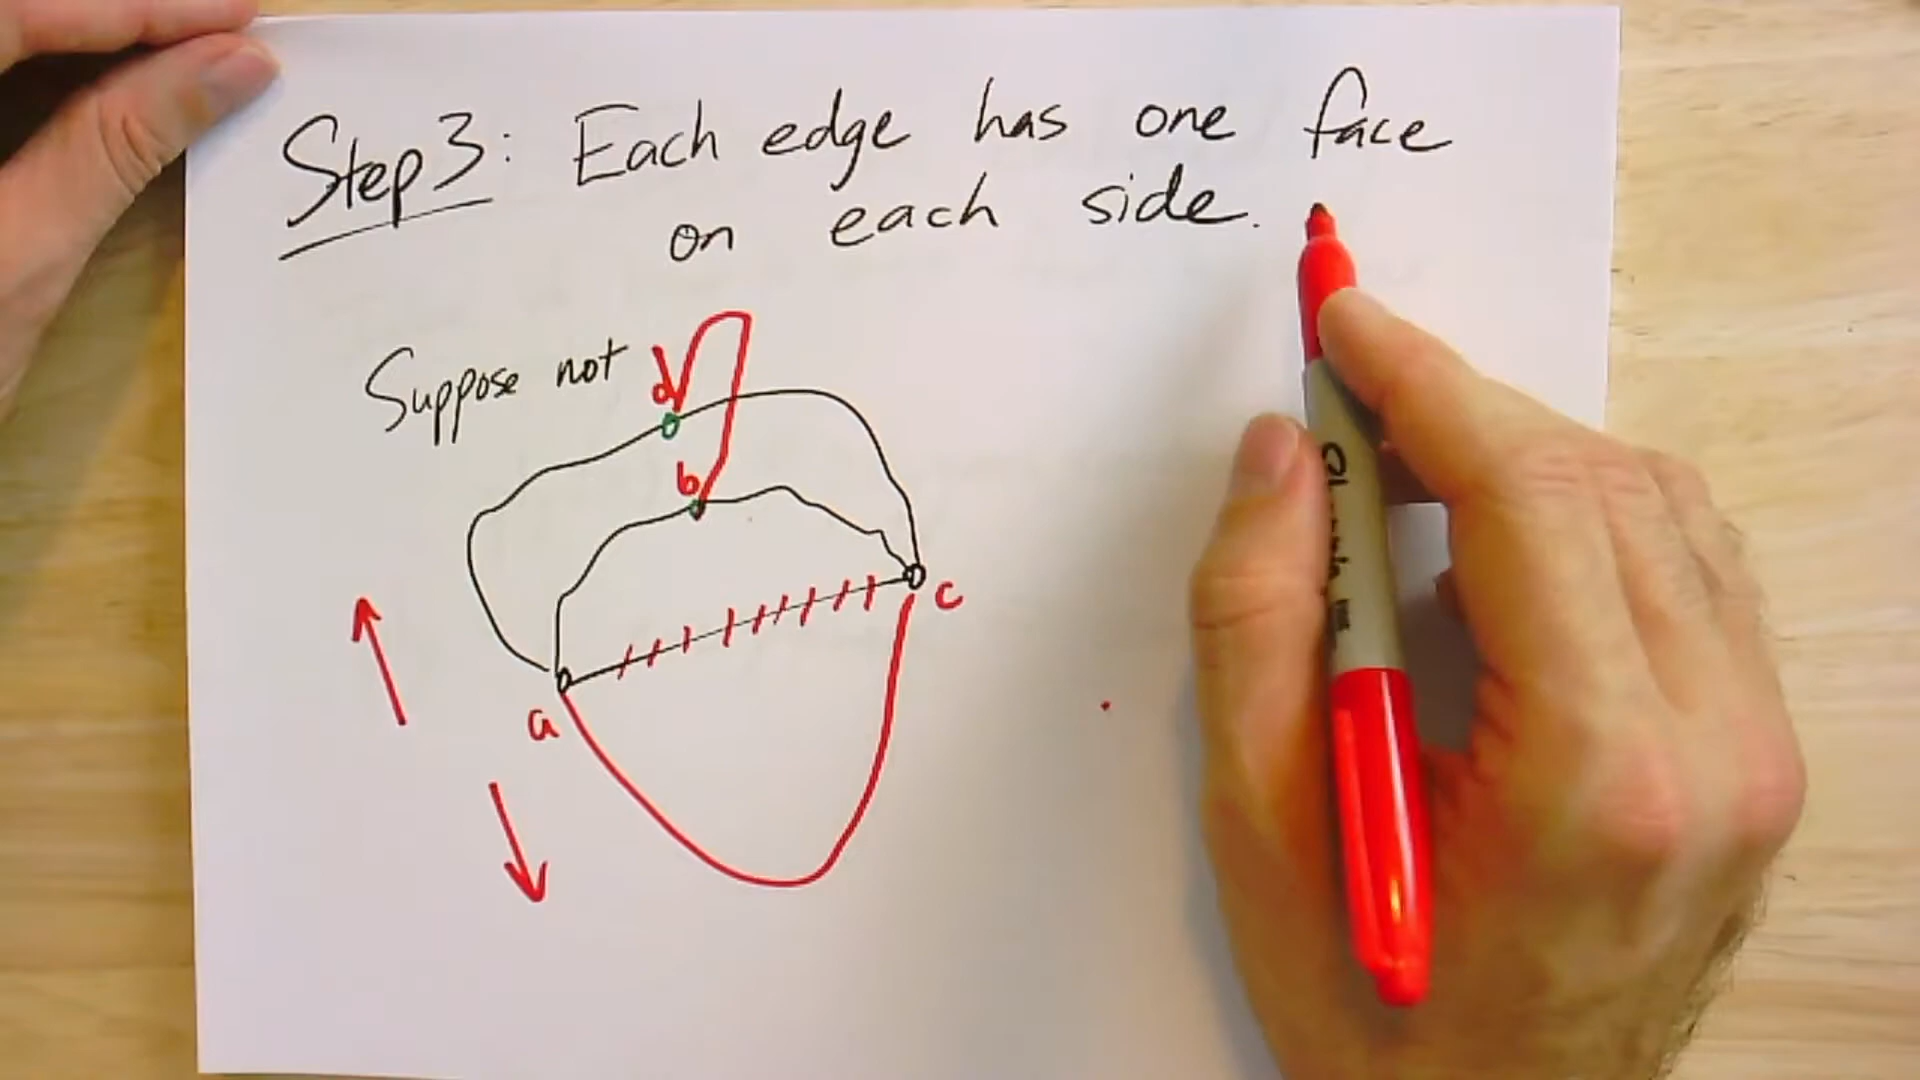 Step 3: Each edge has one face
on each side.
Suppose not
d
b
c
a